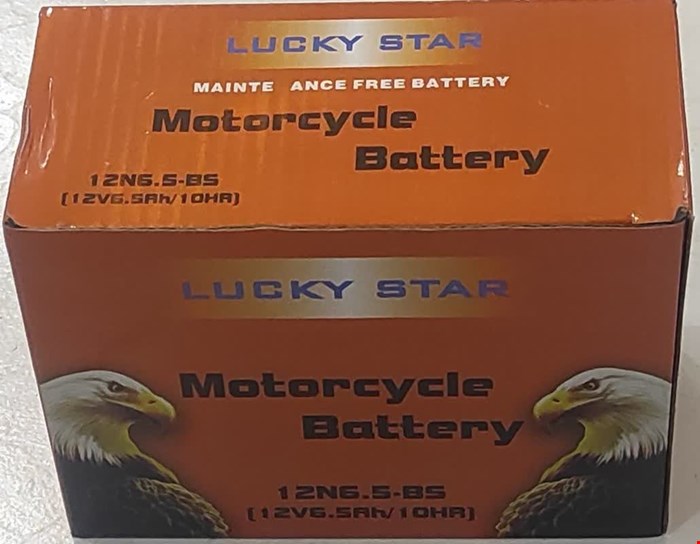 LUCKY STAR
MAINTE ANCE FREE BATTERY
Motorcycle
Battery
12N6.5-BS
(12V6.5Ah/10HR)
LUCKY STAR
Motorcycle
Battery
12N6.5-BS
(12V6.5Ah/10HR)